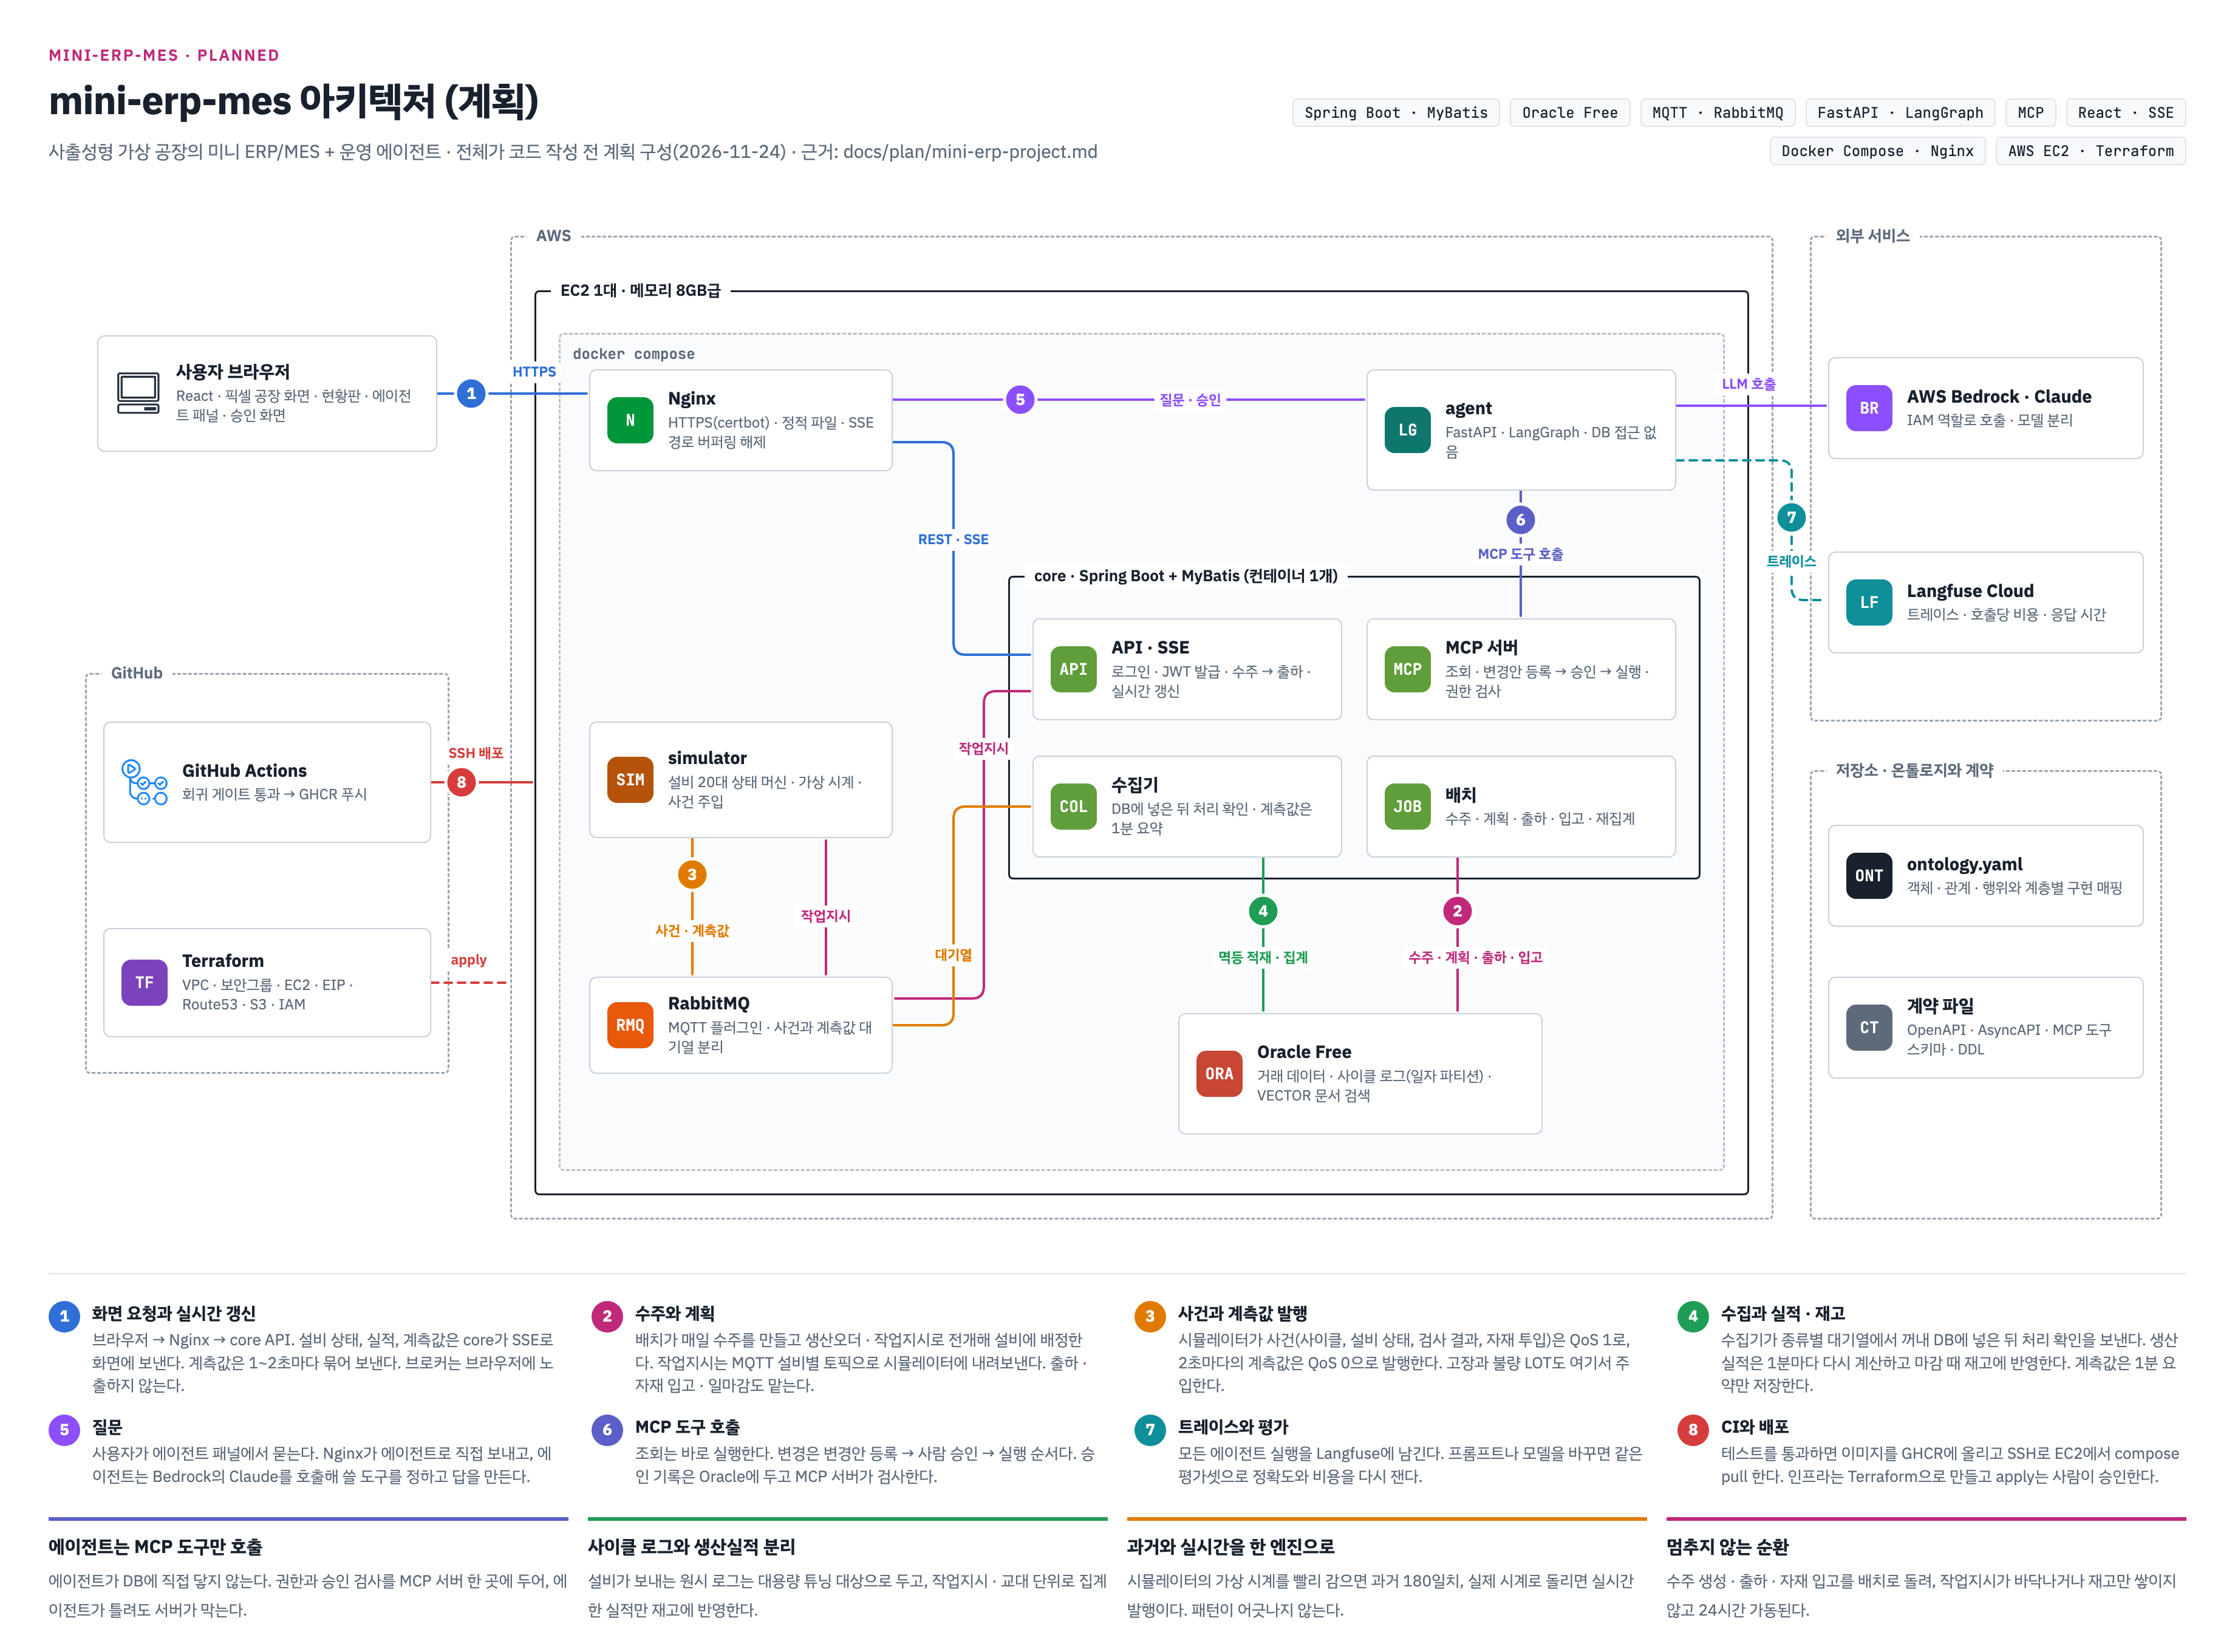 MINI-ERP-MES · PLANNED
mini-erp-mes 아키텍처 (계획)
사출성형 가상 공장의 미니 ERP/MES + 운영 에이전트 · 전체가 코드 작성 전 계획 구성(2026-11-24) · 근거: docs/plan/mini-erp-project.md
Spring Boot · MyBatis
Oracle Free
MQTT · RabbitMQ
FastAPI · LangGraph
MCP
React · SSE
Docker Compose · Nginx
AWS EC2 · Terraform
AWS
외부 서비스
EC2 1대 · 메모리 8GB급
docker compose
사용자 브라우저
React · 픽셀 공장 화면 · 현황판 · 에이전
트 패널 · 승인 화면
1
HTTPS
N
Nginx
HTTPS(certbot) · 정적 파일 · SSE
경로 버퍼링 해제
5
질문 · 승인
LG
agent
FastAPI · LangGraph · DB 접근 없
음
LLM 호출
BR
AWS Bedrock · Claude
IAM 역할로 호출 · 모델 분리
7
트레이스
LF
Langfuse Cloud
트레이스 · 호출당 비용 · 응답 시간
REST · SSE
6
MCP 도구 호출
core · Spring Boot + MyBatis (컨테이너 1개)
API
API · SSE
로그인 · JWT 발급 · 수주 → 출하 ·
실시간 갱신
MCP
MCP 서버
조회 · 변경안 등록 → 승인 → 실행 ·
권한 검사
COL
수집기
DB에 넣은 뒤 처리 확인 · 계측값은
1분 요약
JOB
배치
수주 · 계획 · 출하 · 입고 · 재집계
GitHub
GitHub Actions
회귀 게이트 통과 → GHCR 푸시
SSH 배포
8
TF
Terraform
VPC · 보안그룹 · EC2 · EIP ·
Route53 · S3 · IAM
apply
SIM
simulator
설비 20대 상태 머신 · 가상 시계 ·
사건 주입
작업지시
3
사건 · 계측값
작업지시
대기열
RMQ
RabbitMQ
MQTT 플러그인 · 사건과 계측값 대
기열 분리
4
멱등 적재 · 집계
2
수주 · 계획 · 출하 · 입고
ORA
Oracle Free
거래 데이터 · 사이클 로그(일자 파티션) ·
VECTOR 문서 검색
저장소 · 온톨로지와 계약
ONT
ontology.yaml
객체 · 관계 · 행위와 계층별 구현 매핑
CT
계약 파일
OpenAPI · AsyncAPI · MCP 도구
스키마 · DDL
1
화면 요청과 실시간 갱신
브라우저 → Nginx → core API. 설비 상태, 실적, 계측값은 core가 SSE로
화면에 보낸다. 계측값은 1~2초마다 묶어 보낸다. 브로커는 브라우저에 노
출하지 않는다.
2
수주와 계획
배치가 매일 수주를 만들고 생산오더 · 작업지시로 전개해 설비에 배정한
다. 작업지시는 MQTT 설비별 토픽으로 시뮬레이터에 내려보낸다. 출하 ·
자재 입고 · 일마감도 맡는다.
3
사건과 계측값 발행
시뮬레이터가 사건(사이클, 설비 상태, 검사 결과, 자재 투입)은 QoS 1로,
2초마다의 계측값은 QoS 0으로 발행한다. 고장과 불량 LOT도 여기서 주
입한다.
4
수집과 실적 · 재고
수집기가 종류별 대기열에서 꺼내 DB에 넣은 뒤 처리 확인을 보낸다. 생산
실적은 1분마다 다시 계산하고 마감 때 재고에 반영한다. 계측값은 1분 요
약만 저장한다.
5
질문
사용자가 에이전트 패널에서 묻는다. Nginx가 에이전트로 직접 보내고, 에
이전트는 Bedrock의 Claude를 호출해 쓸 도구를 정하고 답을 만든다.
6
MCP 도구 호출
조회는 바로 실행한다. 변경은 변경안 등록 → 사람 승인 → 실행 순서다. 승
인 기록은 Oracle에 두고 MCP 서버가 검사한다.
7
트레이스와 평가
모든 에이전트 실행을 Langfuse에 남긴다. 프롬프트나 모델을 바꾸면 같은
평가셋으로 정확도와 비용을 다시 잰다.
8
CI와 배포
테스트를 통과하면 이미지를 GHCR에 올리고 SSH로 EC2에서 compose
pull 한다. 인프라는 Terraform으로 만들고 apply는 사람이 승인한다.
에이전트는 MCP 도구만 호출
에이전트가 DB에 직접 닿지 않는다. 권한과 승인 검사를 MCP 서버 한 곳에 두어, 에
이전트가 틀려도 서버가 막는다.
사이클 로그와 생산실적 분리
설비가 보내는 원시 로그는 대용량 튜닝 대상으로 두고, 작업지시 · 교대 단위로 집계
한 실적만 재고에 반영한다.
과거와 실시간을 한 엔진으로
시뮬레이터의 가상 시계를 빨리 감으면 과거 180일치, 실제 시계로 돌리면 실시간
발행이다. 패턴이 어긋나지 않는다.
멈추지 않는 순환
수주 생성 · 출하 · 자재 입고를 배치로 돌려, 작업지시가 바닥나거나 재고만 쌓이지
않고 24시간 가동된다.